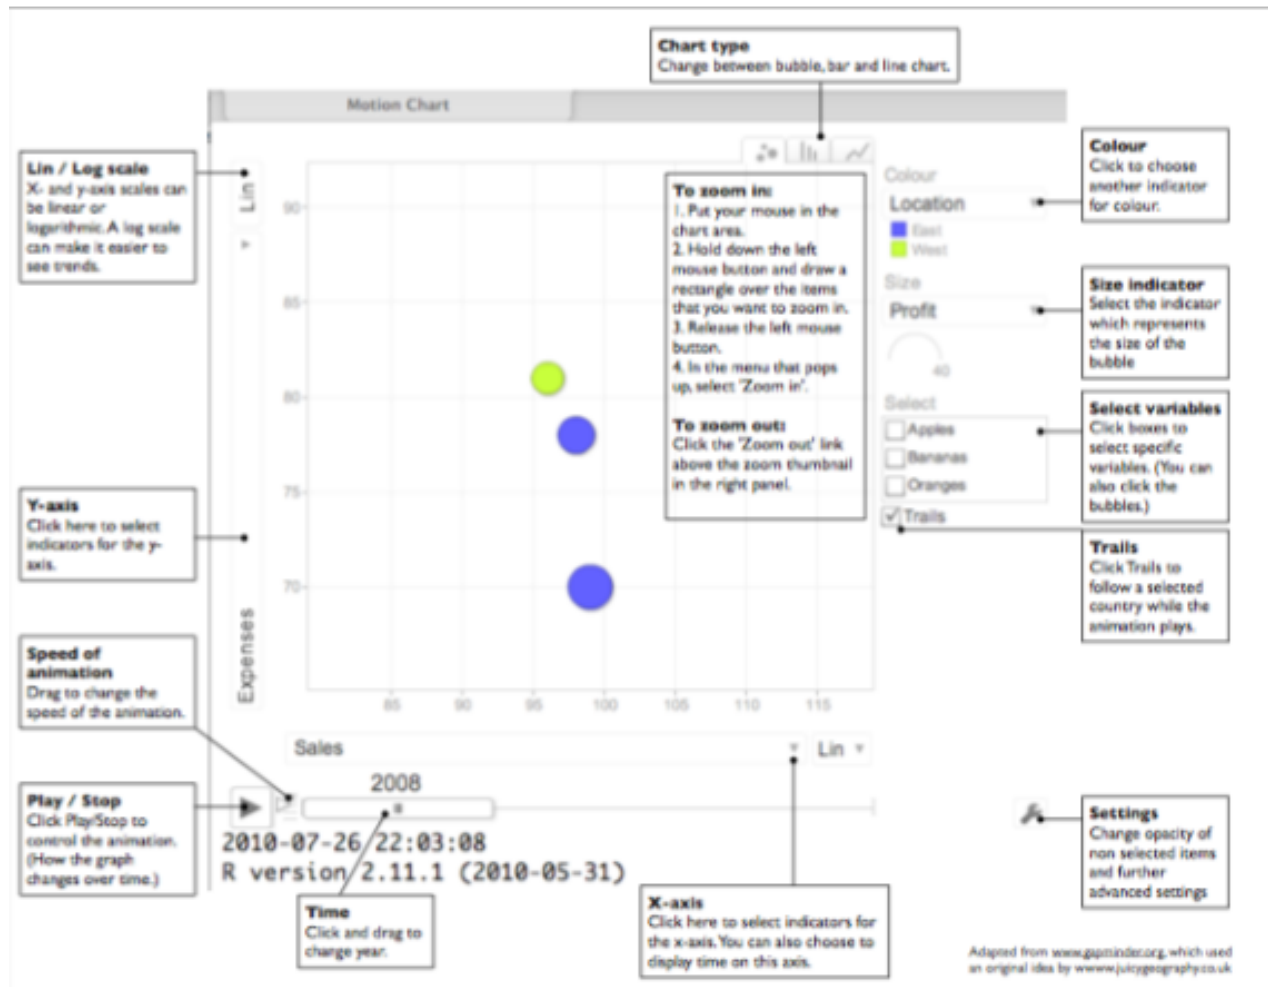 Chart type
Change between bubble, bar and line chart.
Motion Chart
Lin / Log scale
X- and y-axis scales can
be linear or
logarithmic. A log scale
can make it easier to
see trends.
Lin
90
85
80
75
70
Expenses
To zoom in:
1. Put your mouse in the
chart area.
2. Hold down the left
mouse button and draw a
rectangle over the items
that you want to zoom in.
3. Release the left mouse
button.
4. In the menu that pops
up, select 'Zoom in'.
To zoom out:
Click the 'Zoom out' link
above the zoom thumbnail
in the right panel.
Colour
Location
East
West
Size
Profit
40
Select
Apples
Bananas
Oranges
Trails
Colour
Click to choose
another indicator
for colour.
Size indicator
Select the indicator
which represents
the size of the
bubble
Select variables
Click boxes to
select specific
variables. (You can
also click the
bubbles.)
Trails
Click Trails to
follow a selected
country while the
animation plays.
Y-axis
Click here to select
indicators for the y-
axis.
Speed of
animation
Drag to change the
speed of the animation.
85 90 95 100 105 110 115
Sales
Lin
2008
Play / Stop
Click Play/Stop to
control the animation.
(How the graph
changes over time.)
2010-07-26 22:03:08
R version 2.11.1 (2010-05-31)
Time
Click and drag to
change year.
X-axis
Click here to select indicators for
the x-axis. You can also choose to
display time on this axis.
Settings
Change opacity of
non selected items
and further
advanced settings
Adapted from www.gapminder.org, which used
an original idea by wwww.juicygeography.co.uk